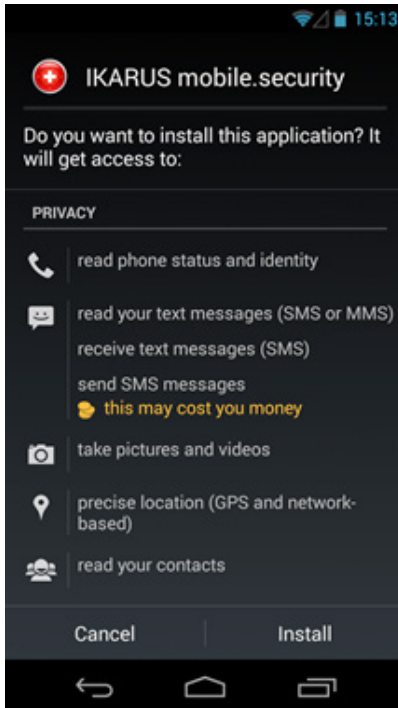 15:13
IKARUS mobile.security
Do you want to install this application? It
will get access to:
PRIVACY
read phone status and identity
read your text messages (SMS or MMS)
receive text messages (SMS)
send SMS messages
this may cost you money
take pictures and videos
precise location (GPS and network-
based)
read your contacts
Cancel
Install